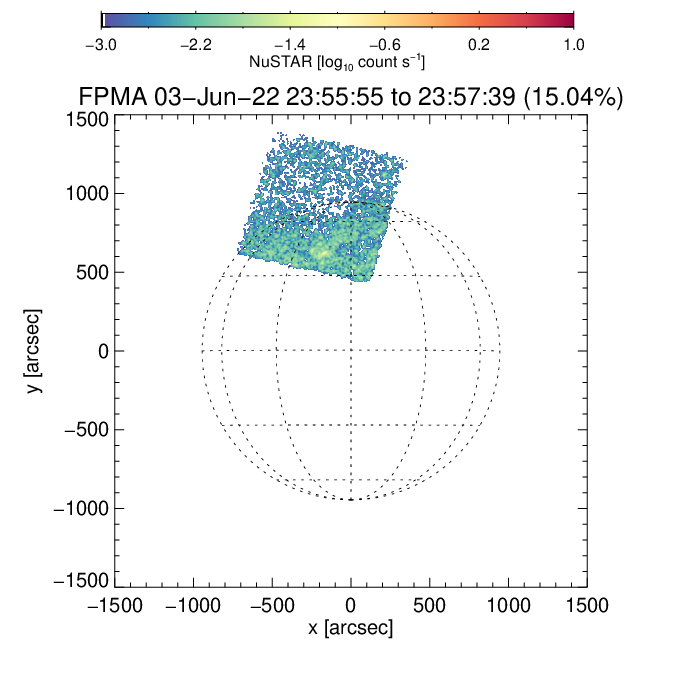 −3.0 −2.2 −1.4 −0.6 0.2 1.0
NuSTAR [log₁₀ count s⁻¹]
FPMA 03−Jun−22 23:55:55 to 23:57:39 (15.04%)
1500
1000
500
0
−500
−1000
−1500
y [arcsec]
−1500 −1000 −500 0 500 1000 1500
x [arcsec]